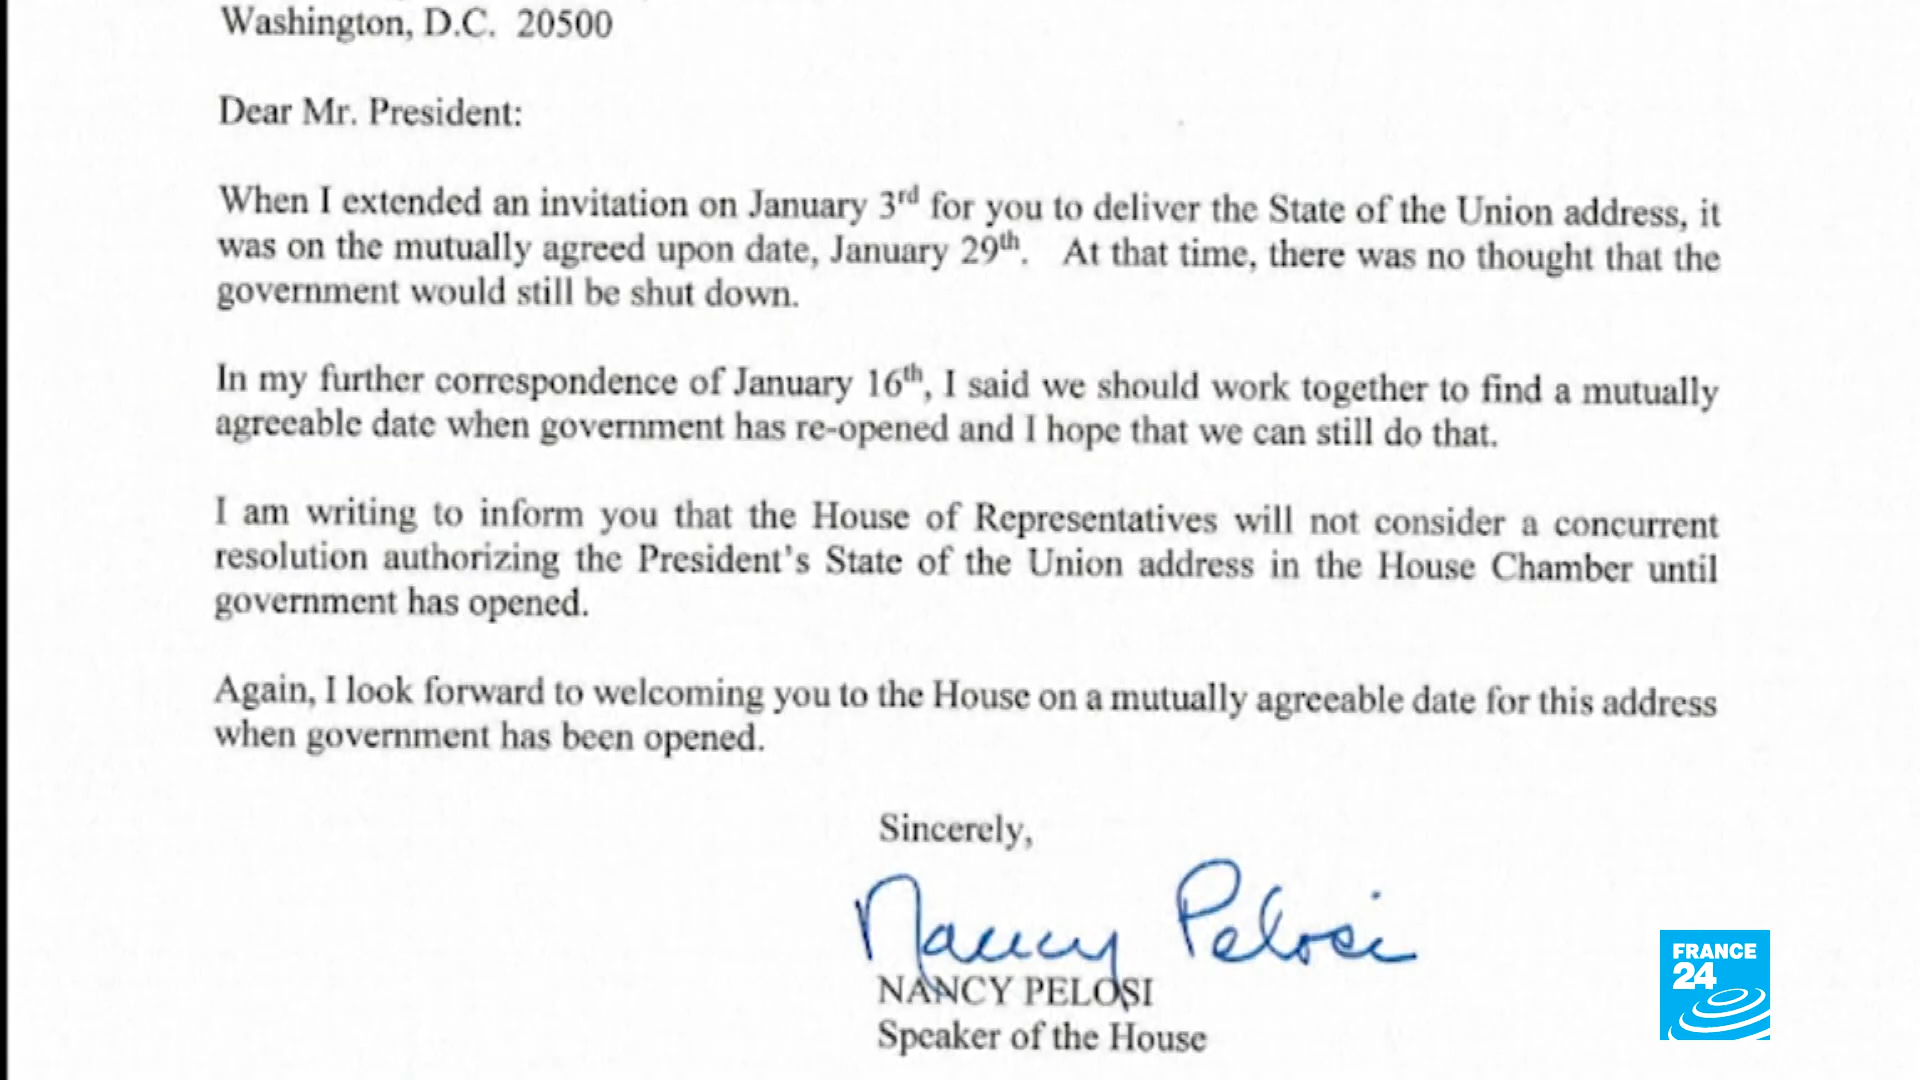 Washington, D.C. 20500
Dear Mr. President:
When I extended an invitation on January 3rd for you to deliver the State of the Union address, it
was on the mutually agreed upon date, January 29th. At that time, there was no thought that the
government would still be shut down.
In my further correspondence of January 16th, I said we should work together to find a mutually
agreeable date when government has re-opened and I hope that we can still do that.
I am writing to inform you that the House of Representatives will not consider a concurrent
resolution authorizing the President's State of the Union address in the House Chamber until
government has opened.
Again, I look forward to welcoming you to the House on a mutually agreeable date for this address
when government has been opened.
Sincerely,
Nancy Pelosi
NANCY PELOSI
Speaker of the House
FRANCE
24